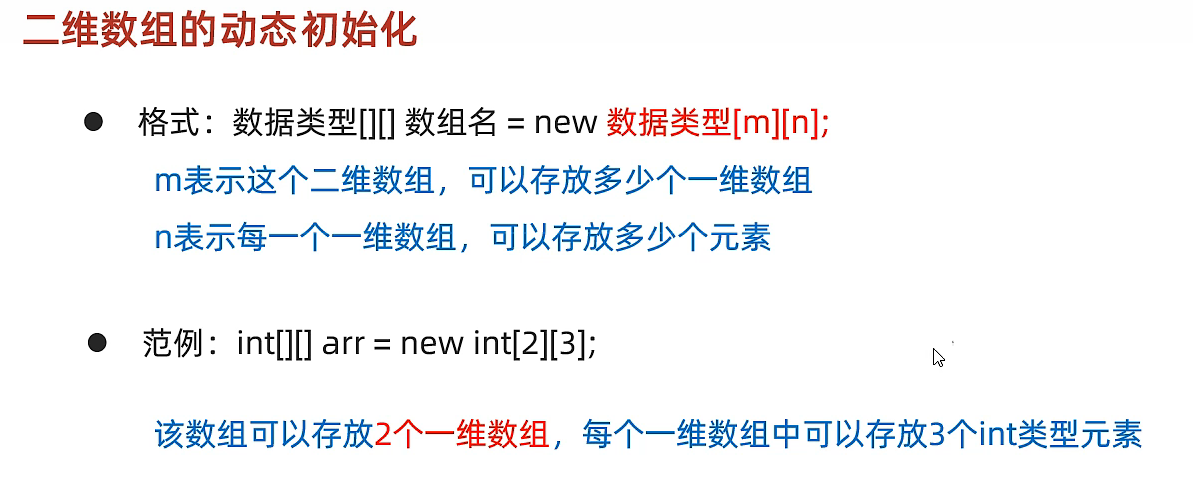 二维数组的动态初始化
● 格式：数据类型[][] 数组名 = new 数据类型[m][n];
m表示这个二维数组，可以存放多少个一维数组
n表示每一个一维数组，可以存放多少个元素
● 范例：int[][] arr = new int[2][3];
该数组可以存放2个一维数组，每个一维数组中可以存放3个int类型元素